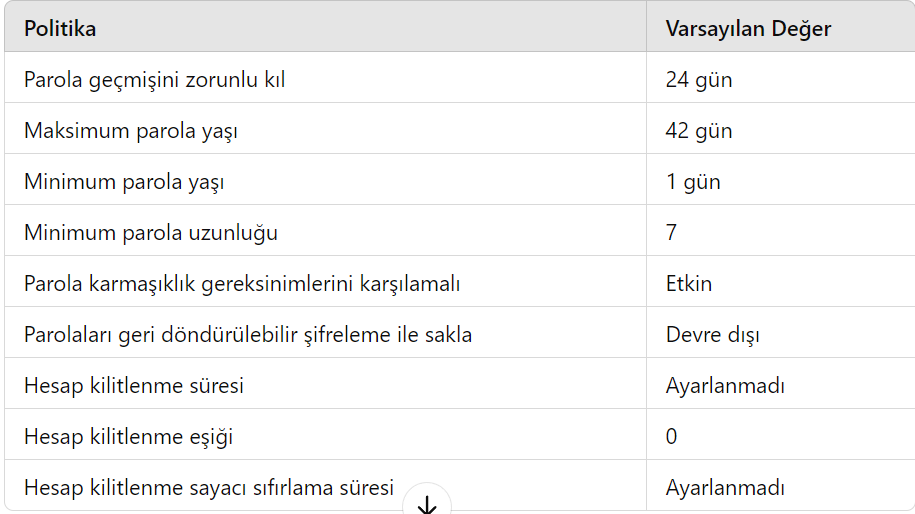 Politika Varsayılan Değer
Parola geçmişini zorunlu kıl 24 gün
Maksimum parola yaşı 42 gün
Minimum parola yaşı 1 gün
Minimum parola uzunluğu 7
Parola karmaşıklık gereksinimlerini karşılamalı Etkin
Parolaları geri döndürülebilir şifreleme ile sakla Devre dışı
Hesap kilitlenme süresi Ayarlanmadı
Hesap kilitlenme eşiği 0
Hesap kilitlenme sayacı sıfırlama süresi Ayarlanmadı